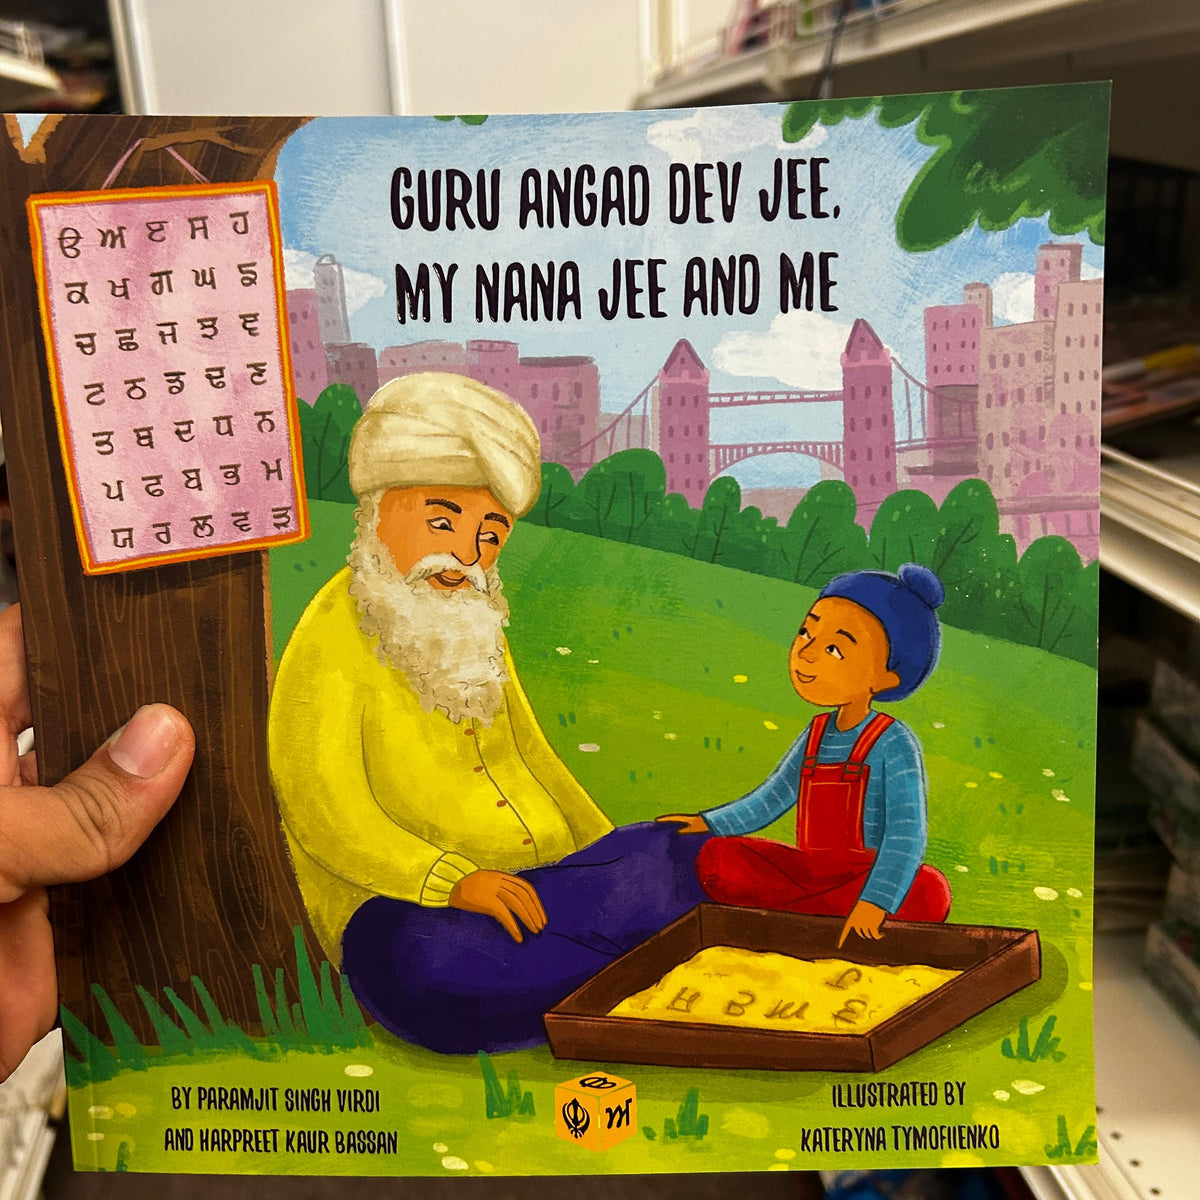 GURU ANGAD DEV JEE,
MY NANA JEE AND ME
ੳ ਅ ੲ ਸ ਹ
ਕ ਖ ਗ ਘ ਙ
ਚ ਛ ਜ ਝ ਞ
ਟ ਠ ਡ ਢ ਣ
ਤ ਥ ਦ ਧ ਨ
ਪ ਫ ਬ ਭ ਮ
ਯ ਰ ਲ ਵ ੜ
ੳ
ਸ ੲ ਅ
BY PARAMJIT SINGH VIRDI
AND HARPREET KAUR BASSAN
ਅ
ILLUSTRATED BY
KATERYNA TYMOFIIENKO